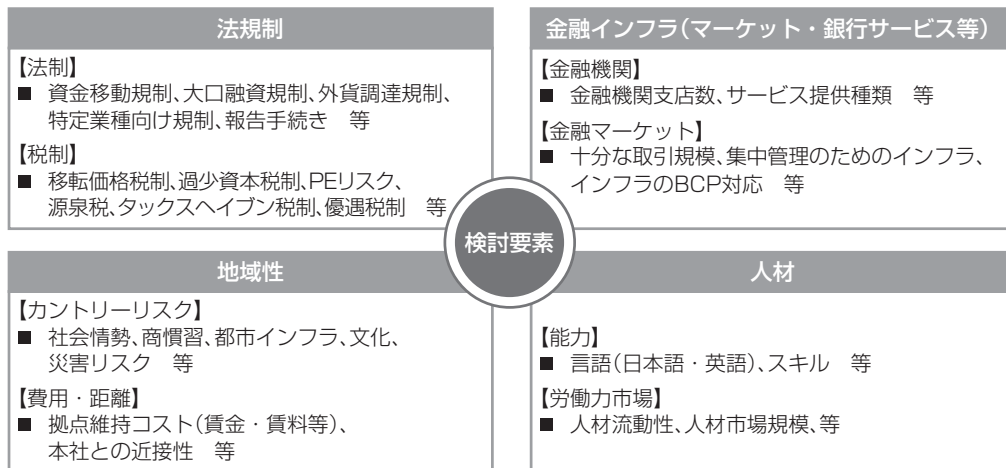 法規制
【法制】
■ 資金移動規制、大口融資規制、外貨調達規制、
特定業種向け規制、報告手続き 等
【税制】
■ 移転価格税制、過少資本税制、PEリスク、
源泉税、タックスヘイブン税制、優遇税制 等
金融インフラ(マーケット・銀行サービス等)
【金融機関】
■ 金融機関支店数、サービス提供種類 等
【金融マーケット】
■ 十分な取引規模、集中管理のためのインフラ、
インフラのBCP対応 等
検討要素
地域性
【カントリーリスク】
■ 社会情勢、商慣習、都市インフラ、文化、
災害リスク 等
【費用・距離】
■ 拠点維持コスト(賃金・賃料等)、
本社との近接性 等
人材
【能力】
■ 言語(日本語・英語)、スキル 等
【労働力市場】
■ 人材流動性、人材市場規模、等